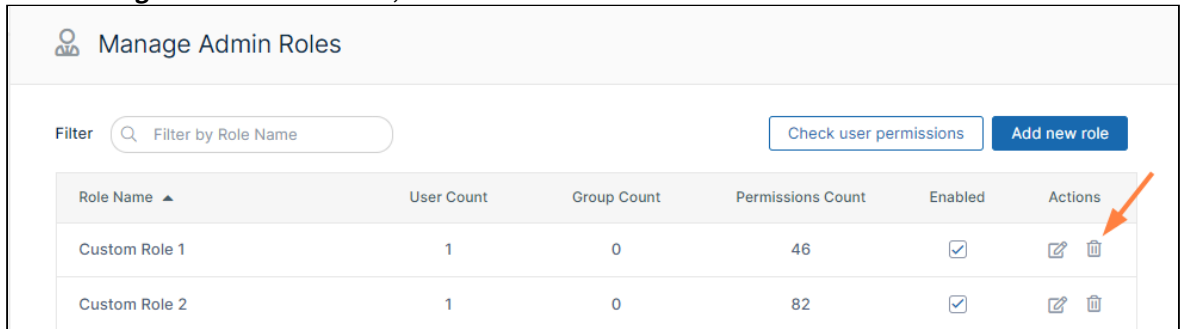 Manage Admin Roles
Filter Filter by Role Name Check user permissions Add new role
Role Name User Count Group Count Permissions Count Enabled Actions
Custom Role 1 1 0 46
Custom Role 2 1 0 82